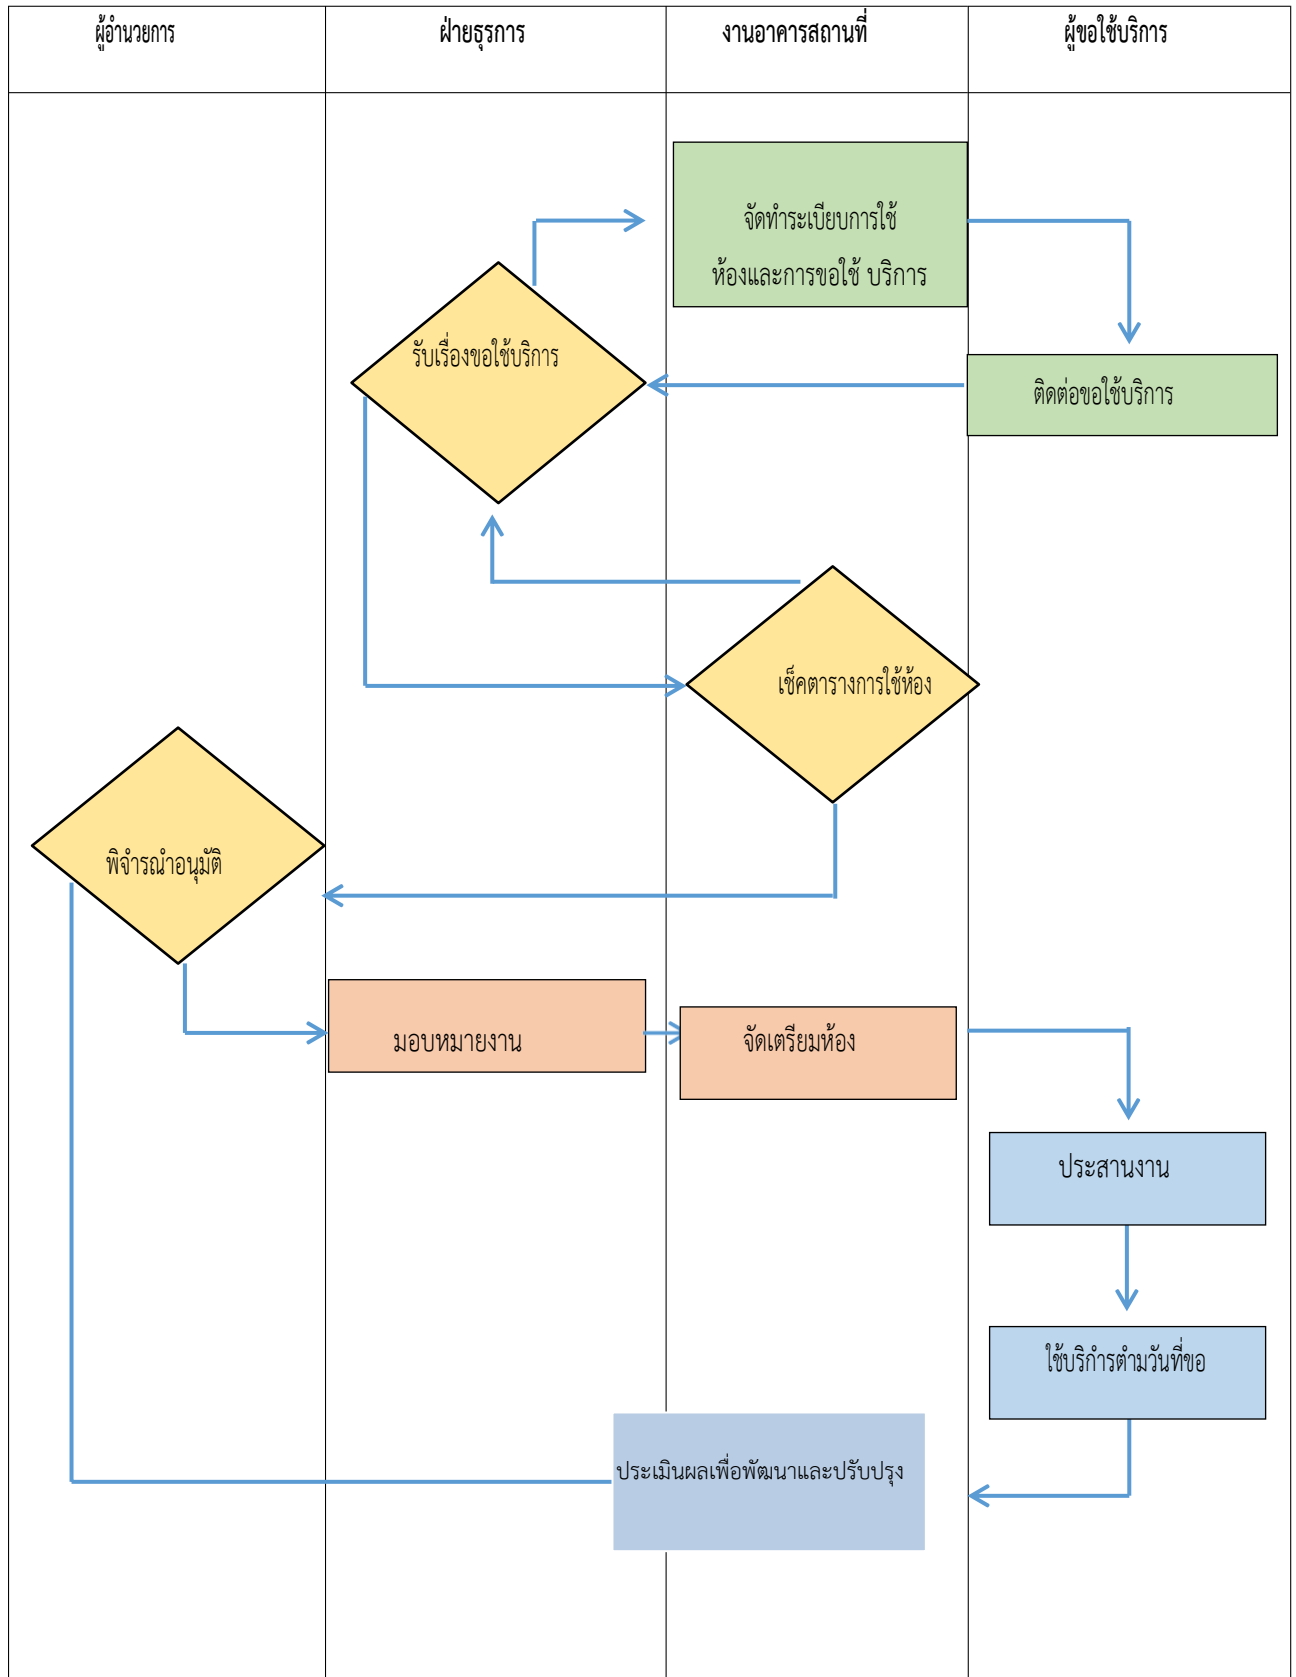 ผู้อำนวยการ
ฝ่ายธุรการ
งานอาคารสถานที่
ผู้ขอใช้บริการ
จัดทำระเบียบการใช้
ห้องและการขอใช้ บริการ
รับเรื่องขอใช้บริการ
ติดต่อขอใช้บริการ
เช็คตารางการใช้ห้อง
พิจำรณำอนุมัติ
มอบหมายงาน
จัดเตรียมห้อง
ประสานงาน
ใช้บริกำรตำมวันที่ขอ
ประเมินผลเพื่อพัฒนาและปรับปรุง